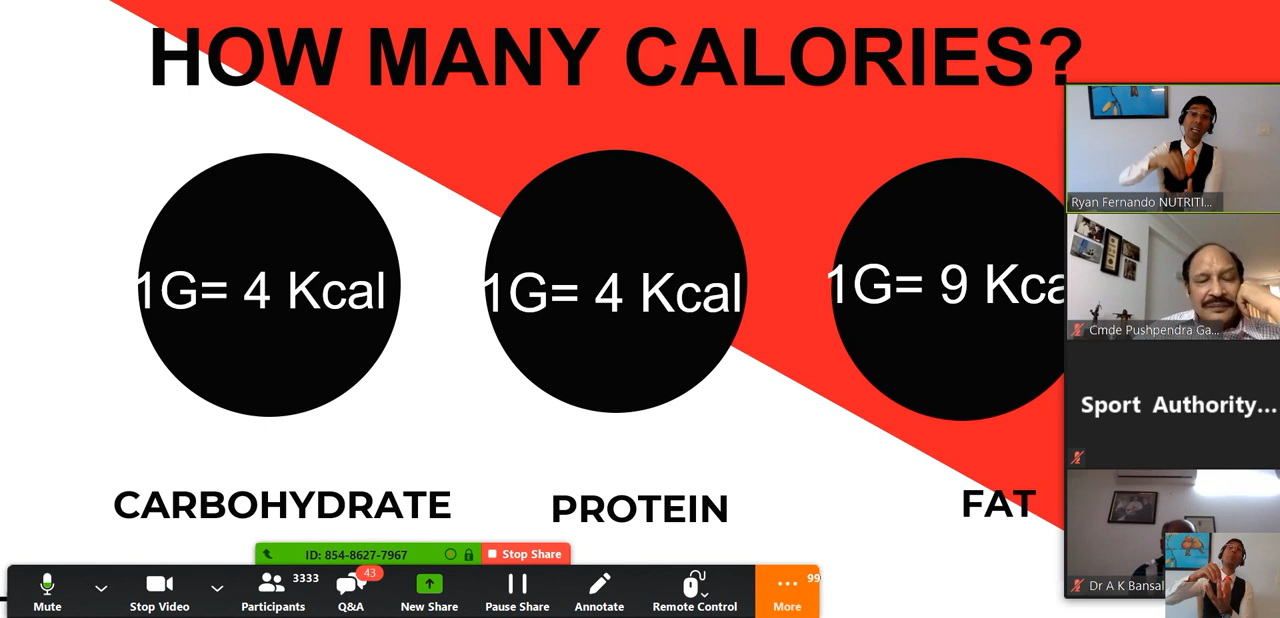 HOW MANY CALORIES?
1G= 4 Kcal
1G= 4 Kcal
1G= 9 Kca
CARBOHYDRATE
PROTEIN
FAT
Ryan Fernando NUTRITI...
Cmde Pushpendra Ga...
Sport Authority...
Dr A K Bansal
ID: 854-8627-7967
Stop Share
3333
43
99
Mute
Stop Video
Participants
Q&A
New Share
Pause Share
Annotate
Remote Control
More